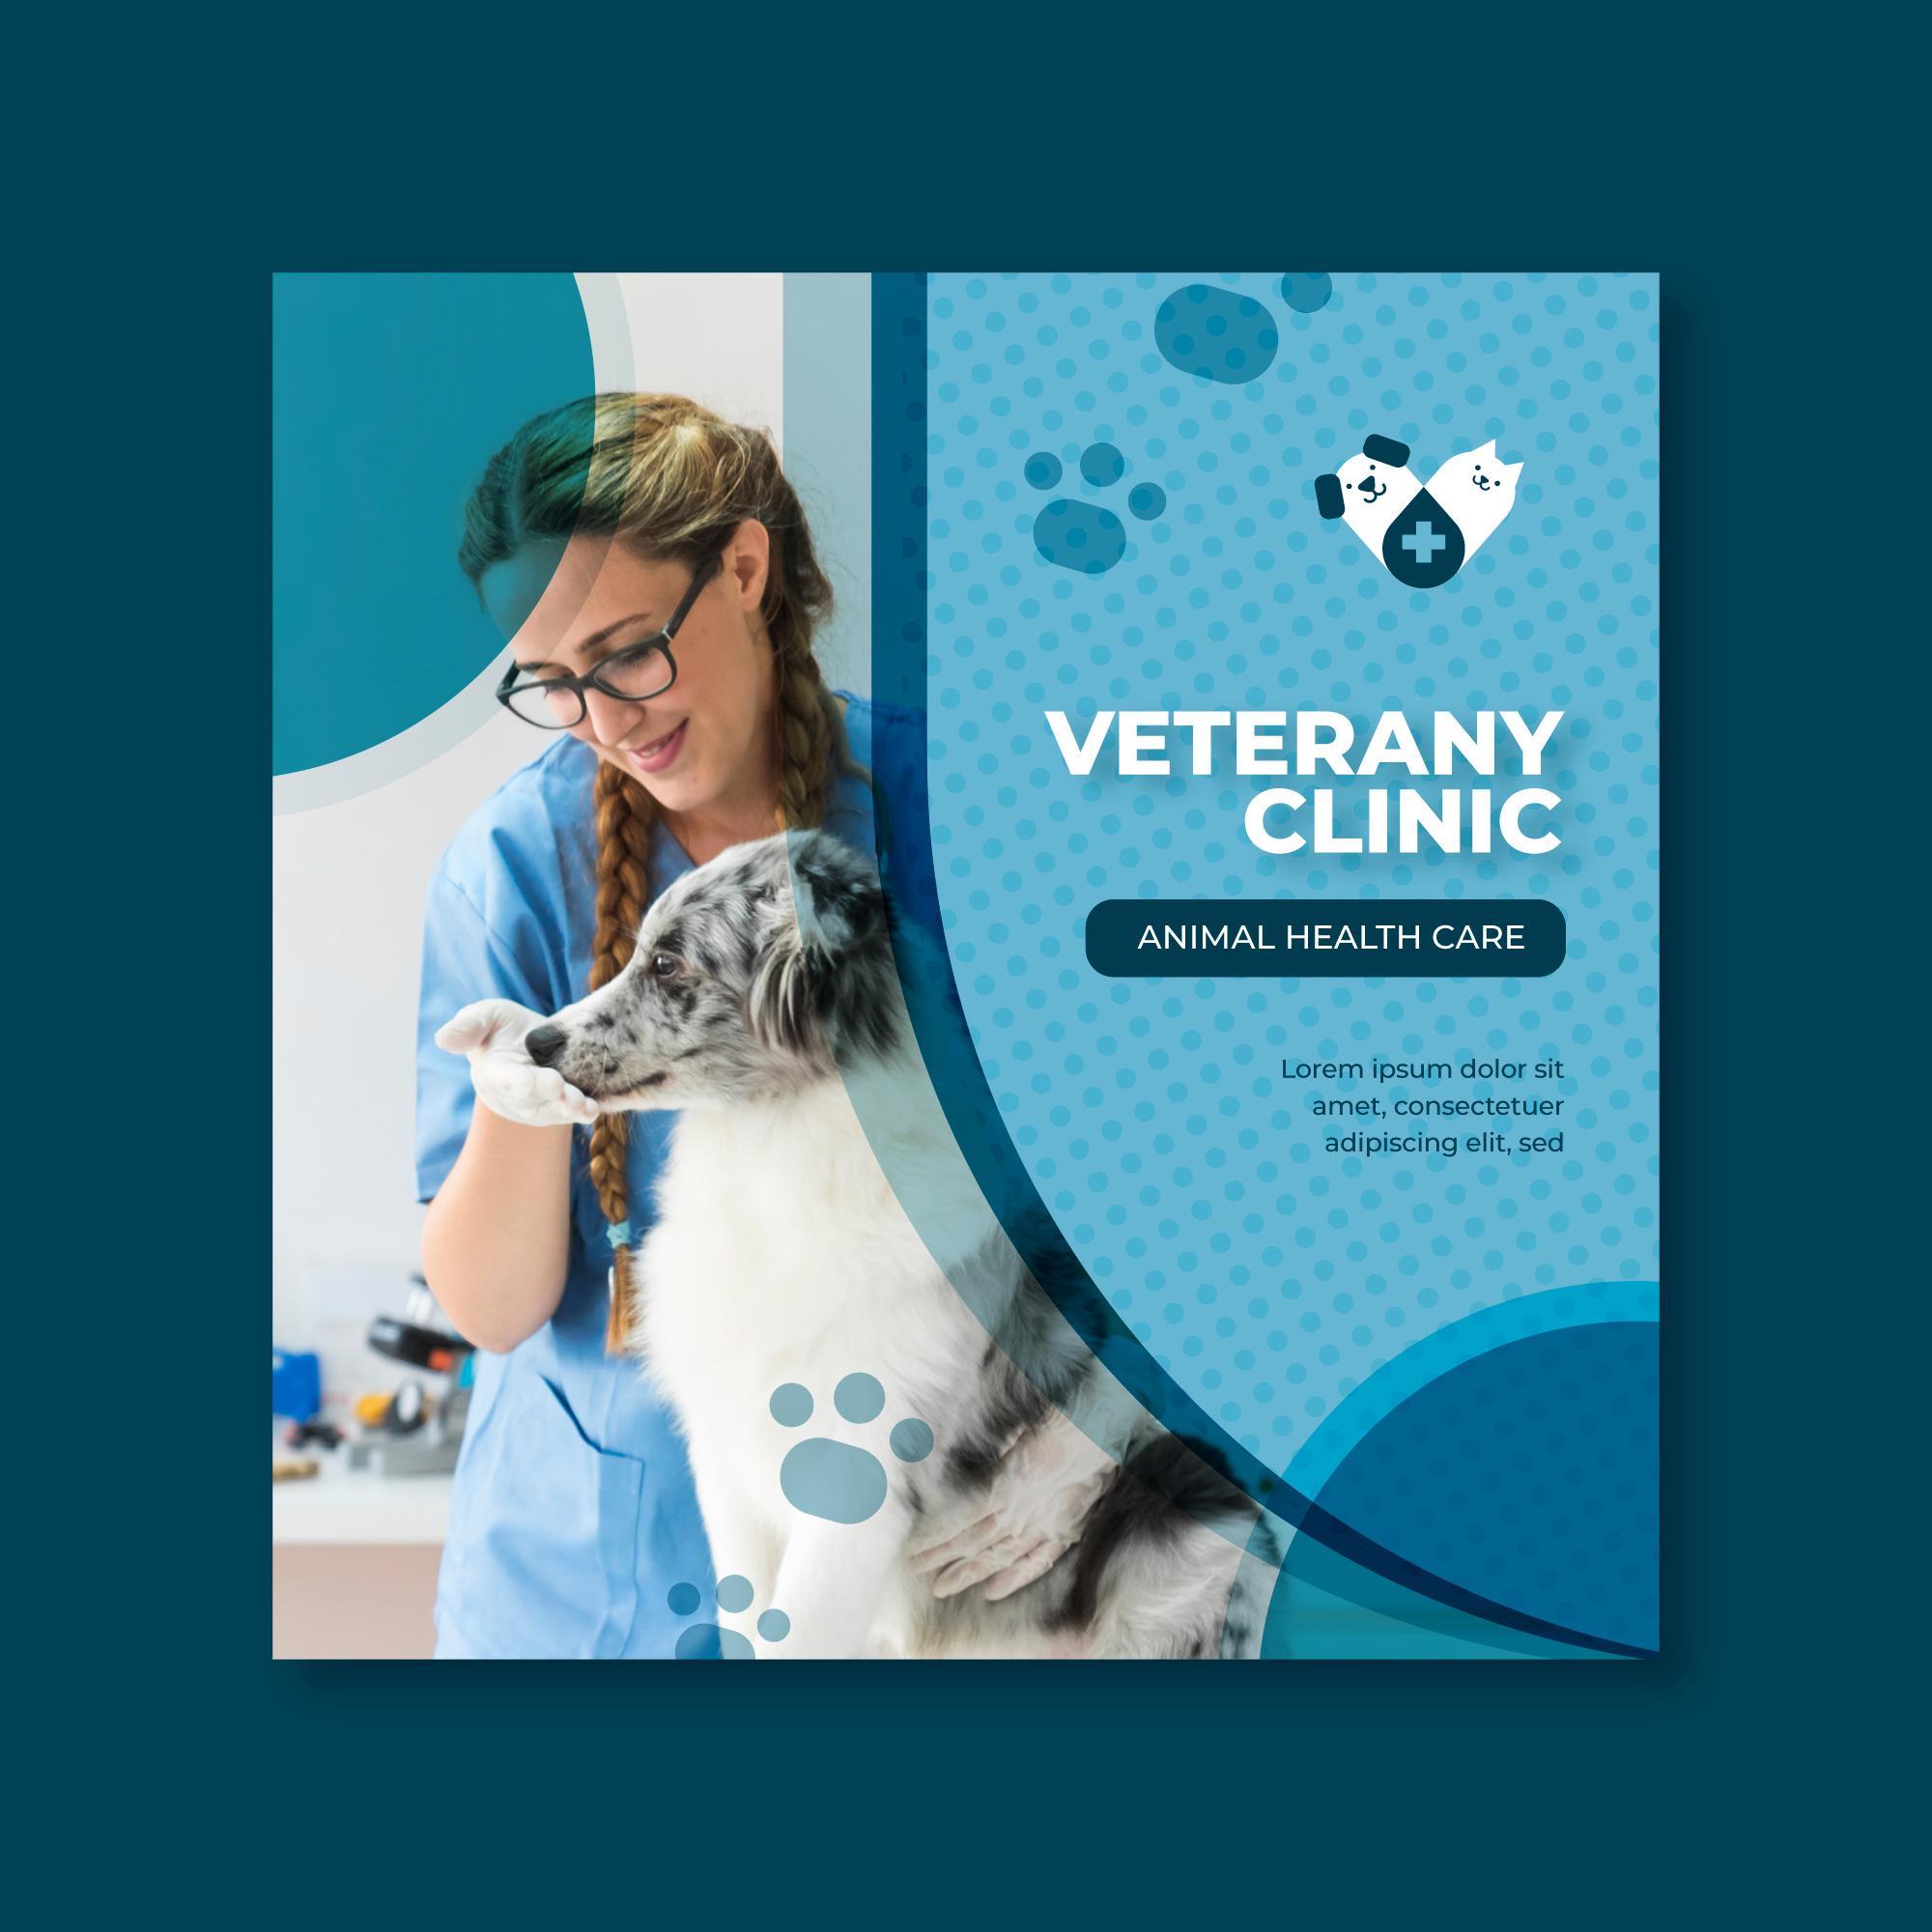 VETERANY
CLINIC
ANIMAL HEALTH CARE
Lorem ipsum dolor sit
amet, consectetuer
adipiscing elit, sed